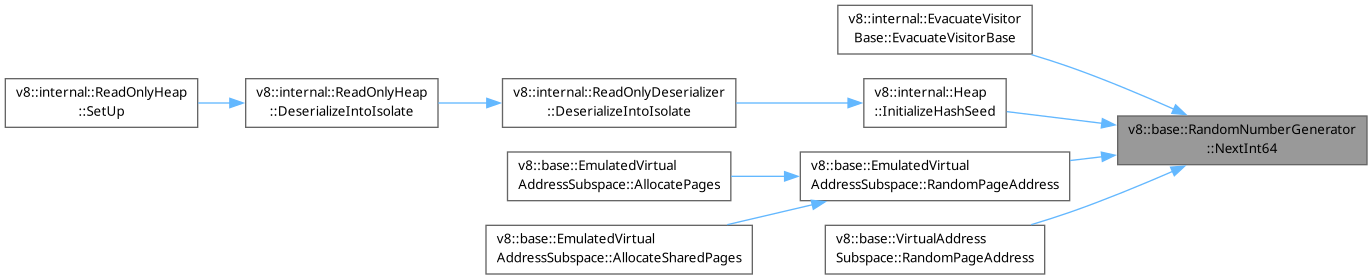 v8::internal::EvacuateVisitor
Base::EvacuateVisitorBase
v8::internal::ReadOnlyHeap
::SetUp
v8::internal::ReadOnlyHeap
::DeserializeIntoIsolate
v8::internal::ReadOnlyDeserializer
::DeserializeIntoIsolate
v8::internal::Heap
::InitializeHashSeed
v8::base::RandomNumberGenerator
::NextInt64
v8::base::EmulatedVirtual
AddressSubspace::AllocatePages
v8::base::EmulatedVirtual
AddressSubspace::RandomPageAddress
v8::base::EmulatedVirtual
AddressSubspace::AllocateSharedPages
v8::base::VirtualAddress
Subspace::RandomPageAddress